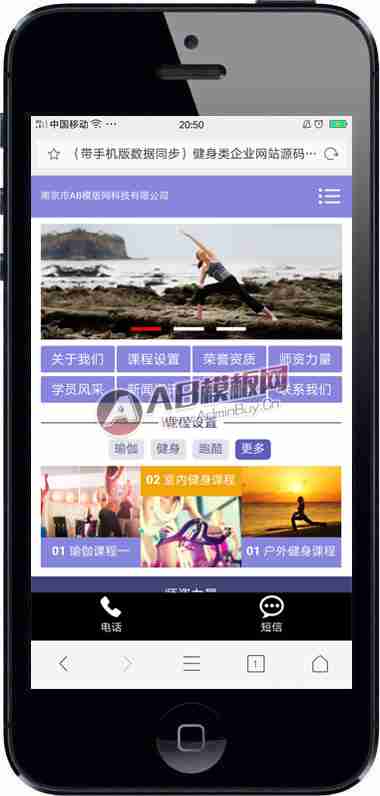 中国移动 ··· 20:50
（带手机版数据同步）健身类企业网站源码···
南京市AB模版网科技有限公司
关于我们 课程设置 荣誉资质 师资力量
学员风采 新闻 联系我们
AB模板网
www.AdminBuy.Cn
课程设置
瑜伽 健身 跑酷 更多
02 室内健身课程
01 瑜伽课程一 01 户外健身课程
师资力量
电话 短信
1